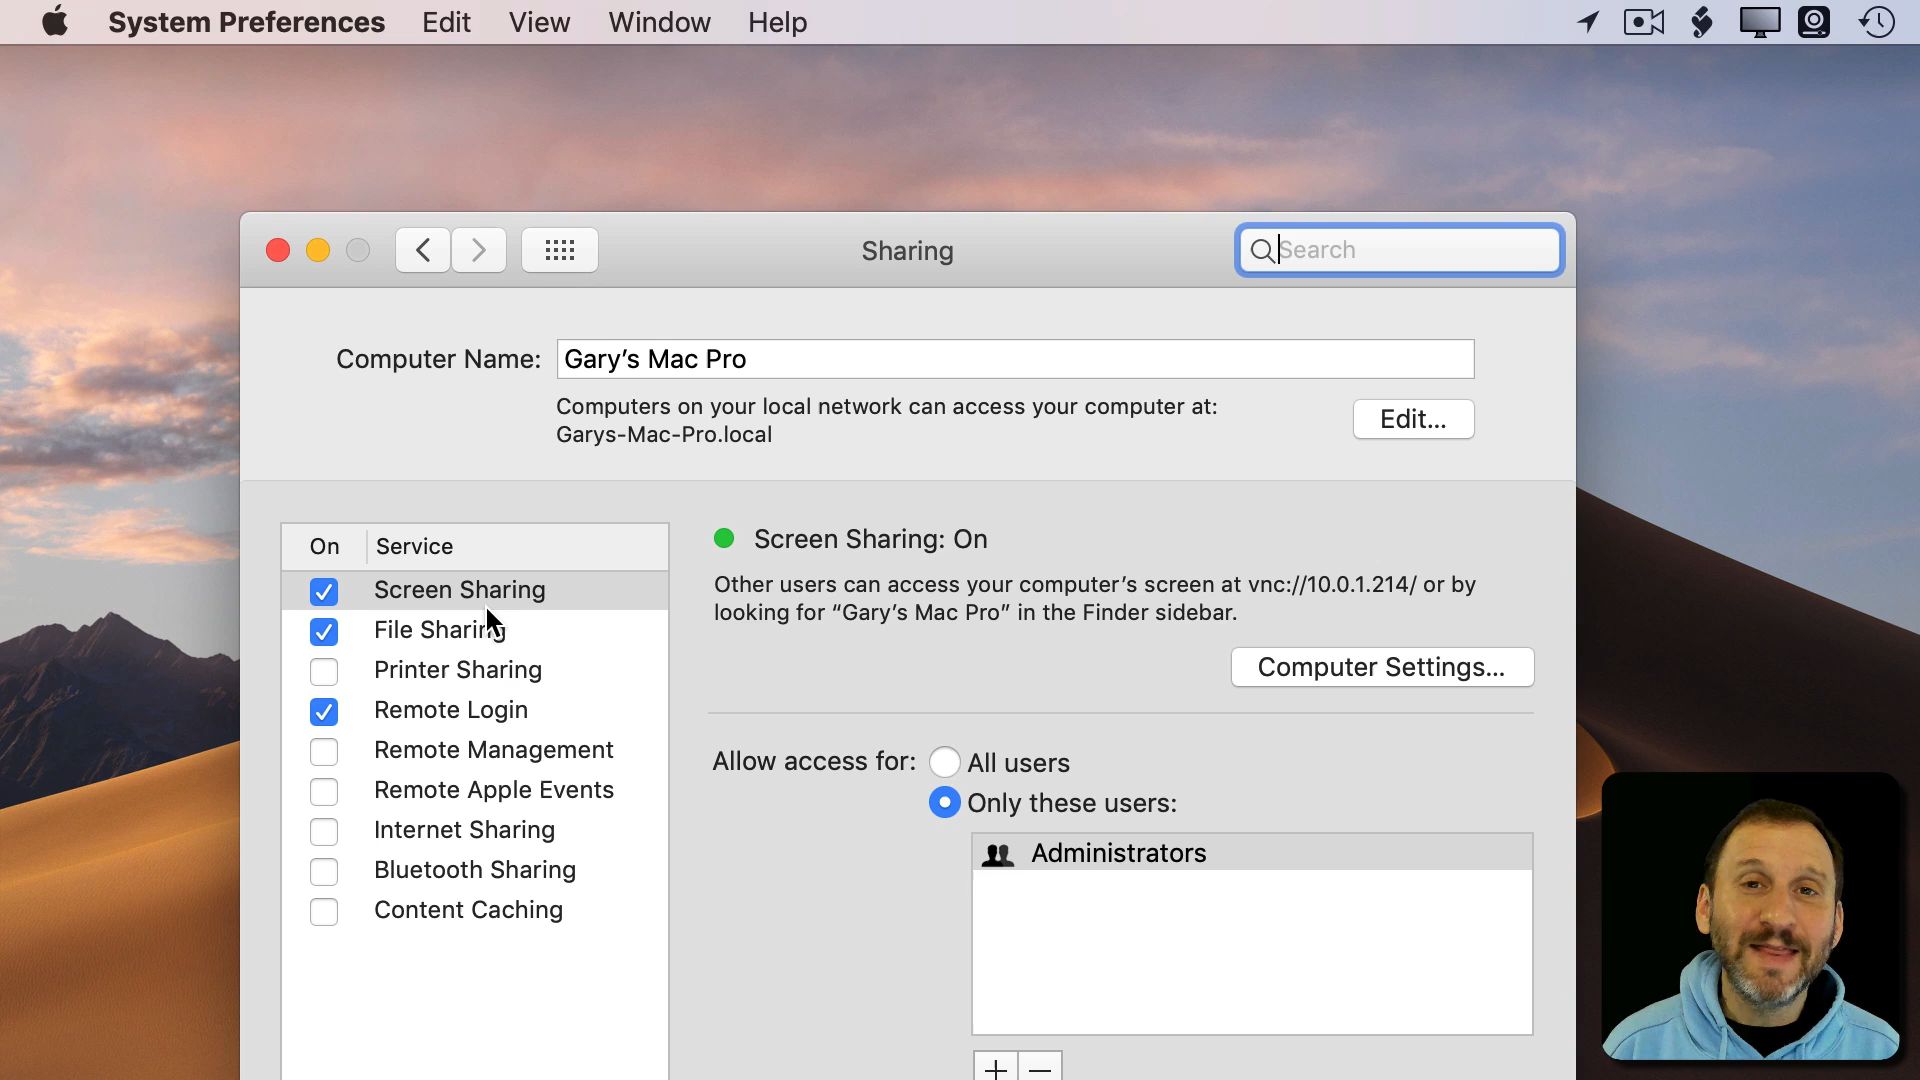 System Preferences Edit View Window Help
Sharing
Search
Computer Name: Gary’s Mac Pro
Computers on your local network can access your computer at:
Garys-Mac-Pro.local
Edit...
On Service
Screen Sharing
File Sharing
Printer Sharing
Remote Login
Remote Management
Remote Apple Events
Internet Sharing
Bluetooth Sharing
Content Caching
Screen Sharing: On
Other users can access your computer’s screen at vnc://10.0.1.214/ or by
looking for “Gary’s Mac Pro” in the Finder sidebar.
Computer Settings...
Allow access for: All users
Only these users:
Administrators
+ −